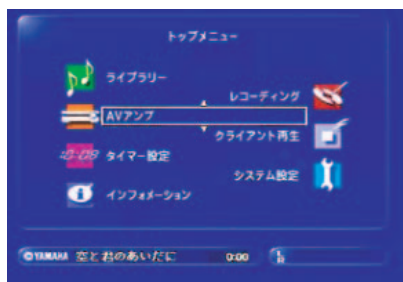 トップメニュー
ライブラリー
レコーディング
AVアンプ
クライアント再生
タイマー設定
システム設定
インフォメーション
©YAMAHA 空と君のあいだに 0:00